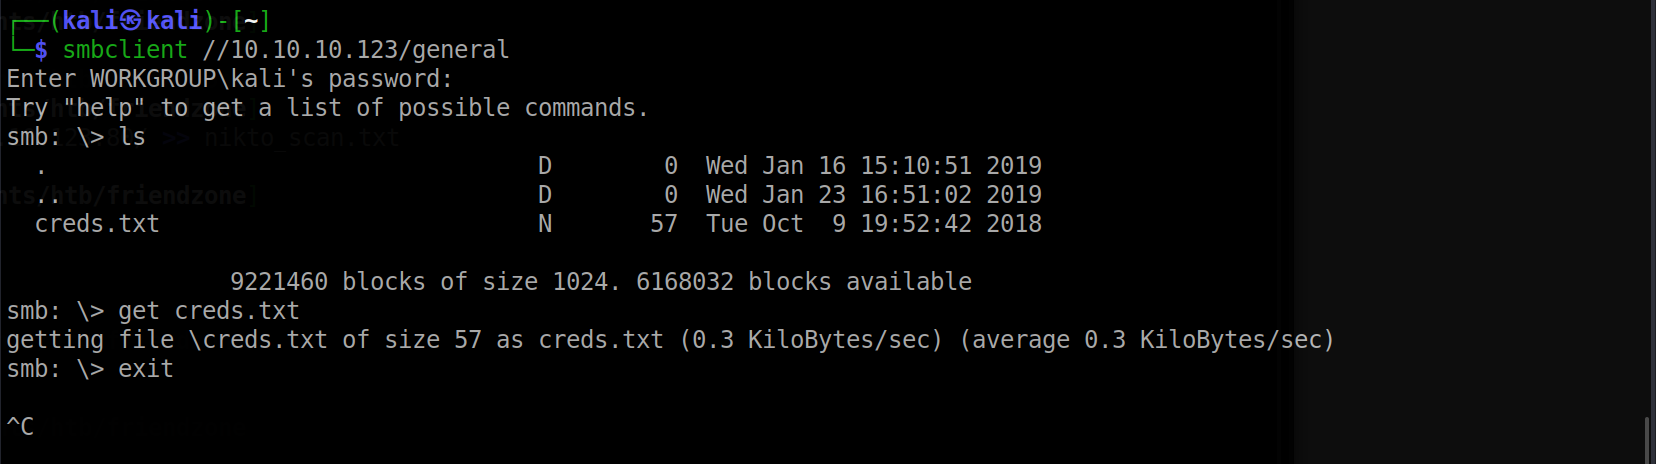 ┌──(kali㉿kali)-[~]
└─$ smbclient //10.10.10.123/general
Enter WORKGROUP\kali's password:
Try "help" to get a list of possible commands.
smb: \> ls
  .                                   D        0  Wed Jan 16 15:10:51 2019
  ..                                  D        0  Wed Jan 23 16:51:02 2019
  creds.txt                           N       57  Tue Oct  9 19:52:42 2018

                9221460 blocks of size 1024. 6168032 blocks available
smb: \> get creds.txt
getting file \creds.txt of size 57 as creds.txt (0.3 KiloBytes/sec) (average 0.3 KiloBytes/sec)
smb: \> exit

^C